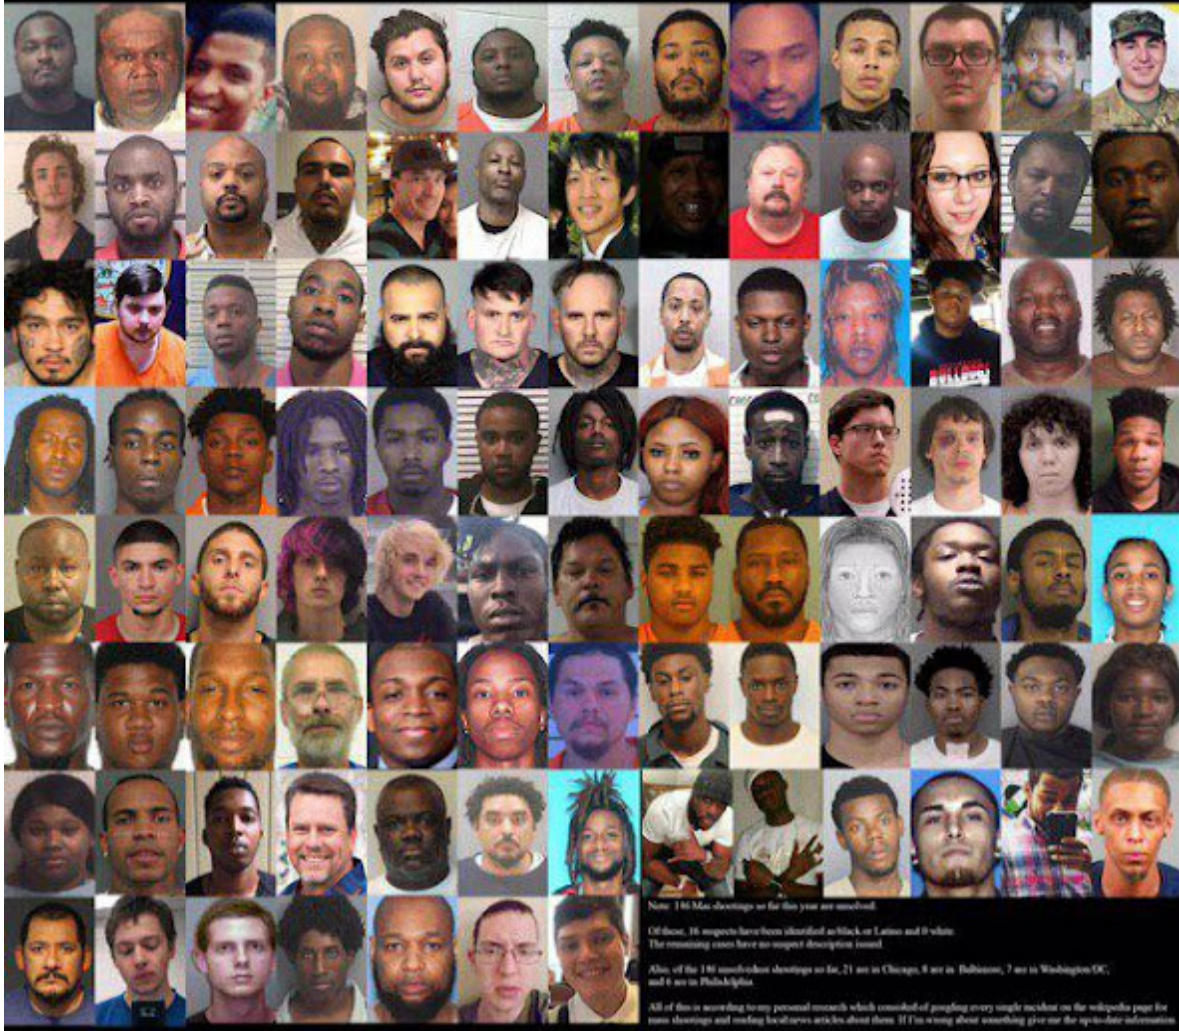 Note: 146 Mas shootings so far this year are unsolved.
Of those, 16 suspects have been identified as black or Latino and 0 white.
The remaining cases have no suspect description issued.
Also, of the 146 unsolved shootings so far, 21 are in Chicago, 8 are in Baltimore, 7 are in Washington DC,
and 6 are in Philadelphia.
All of this is according to my personal research which consisted of googling every single incident on the wikipedia page for
mass shootings and reading local news articles about them. If I'm wrong about something give me the up-to-date information